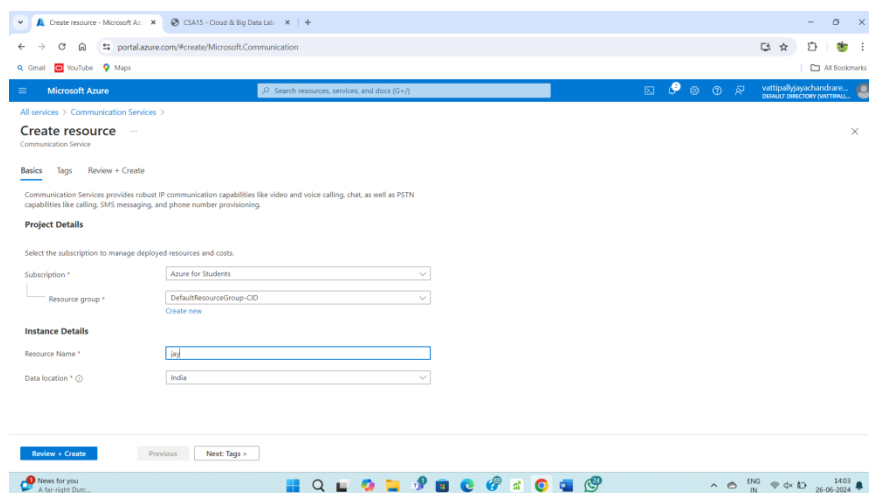 Create resource - Microsoft Az
CSA15 - Cloud & Big Data Lab
portal.azure.com/#create/Microsoft.Communication
Gmail YouTube Maps All Bookmarks
Microsoft Azure
Search resources, services, and docs (G+/)
vattipallyjayachandrare...
DEFAULT DIRECTORY (VATTIPALL...
All services > Communication Services >
Create resource ...
Communication Service
Basics Tags Review + Create
Communication Services provides robust IP communication capabilities like video and voice calling, chat, as well as PSTN
capabilities like calling, SMS messaging, and phone number provisioning.
Project Details
Select the subscription to manage deployed resources and costs.
Subscription * Azure for Students
Resource group * DefaultResourceGroup-CID
Create new
Instance Details
Resource Name * jay
Data location * India
Review + Create Previous Next: Tags >
News for you
A far-right Dutc...
ENG
IN
14:03
26-06-2024